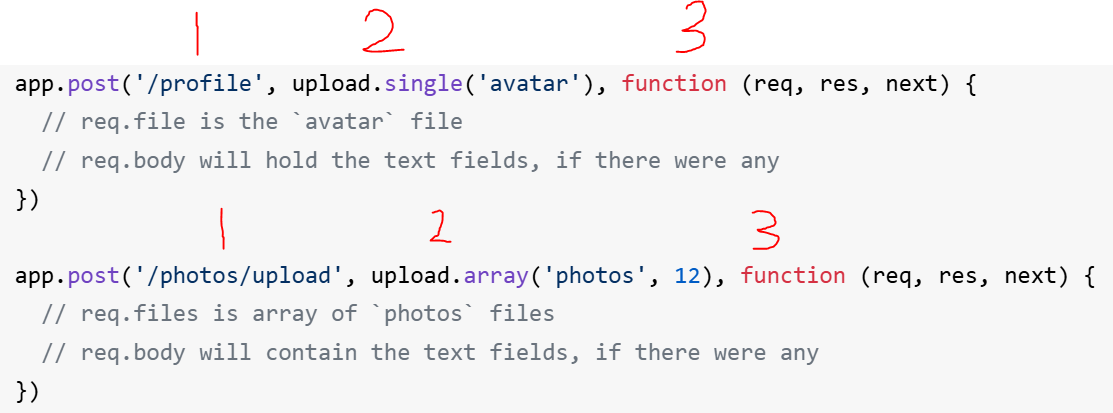 1 2 3
app.post('/profile', upload.single('avatar'), function (req, res, next) {
// req.file is the `avatar` file
// req.body will hold the text fields, if there were any
})
1 2 3
app.post('/photos/upload', upload.array('photos', 12), function (req, res, next) {
// req.files is array of `photos` files
// req.body will contain the text fields, if there were any
})